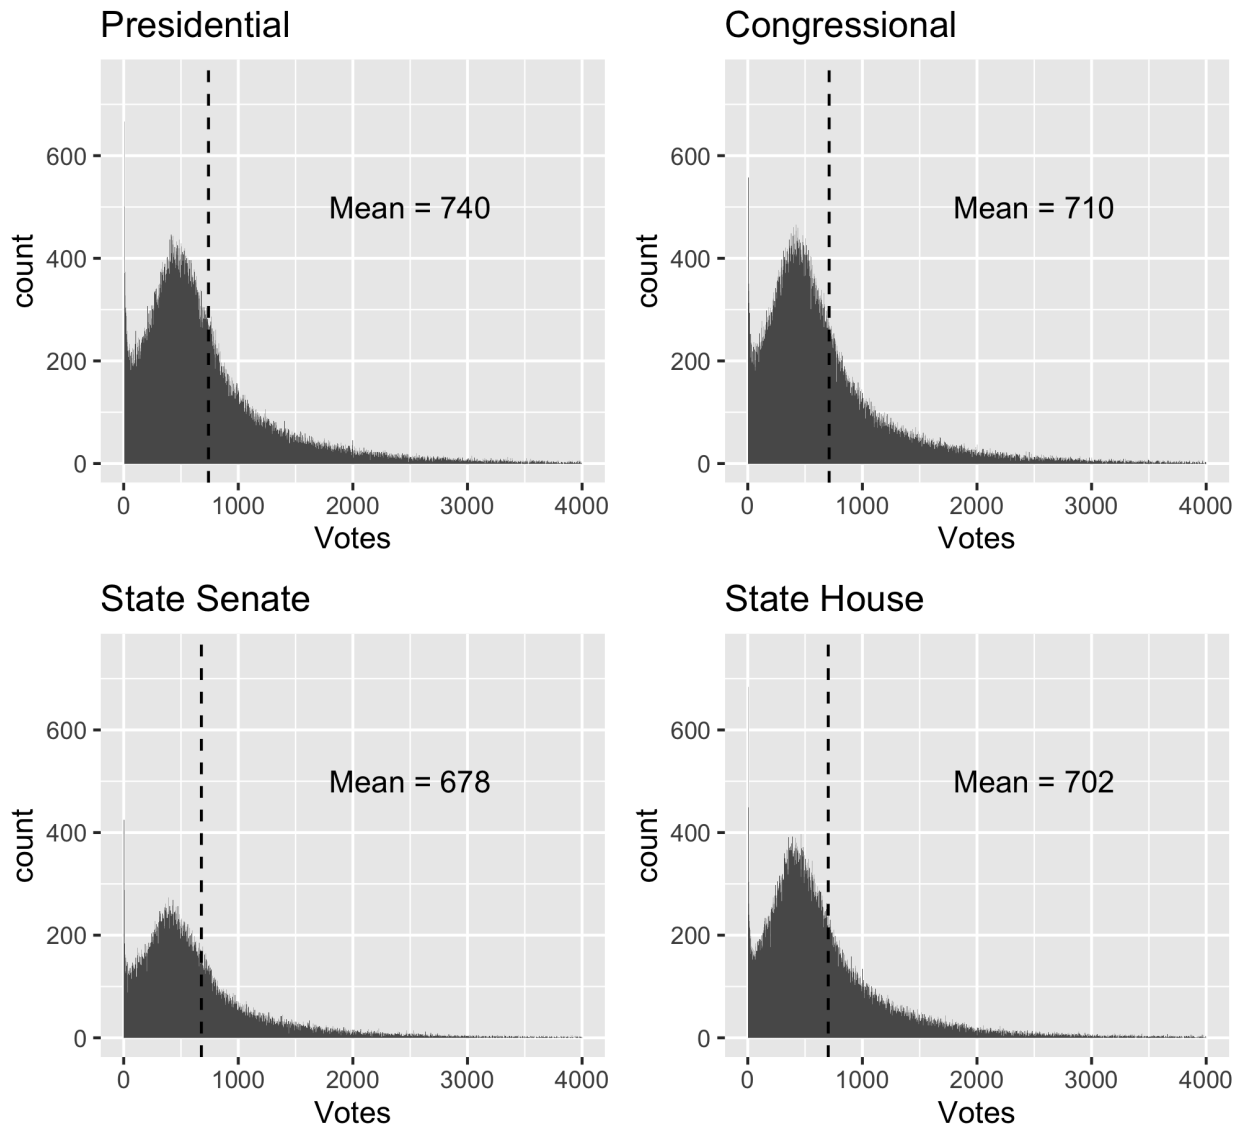 Presidential
Congressional
600
400
200
0
count
Mean = 740
0 1000 2000 3000 4000
Votes
600
400
200
0
count
Mean = 710
0 1000 2000 3000 4000
Votes
State Senate
State House
600
400
200
0
count
Mean = 678
0 1000 2000 3000 4000
Votes
600
400
200
0
count
Mean = 702
0 1000 2000 3000 4000
Votes